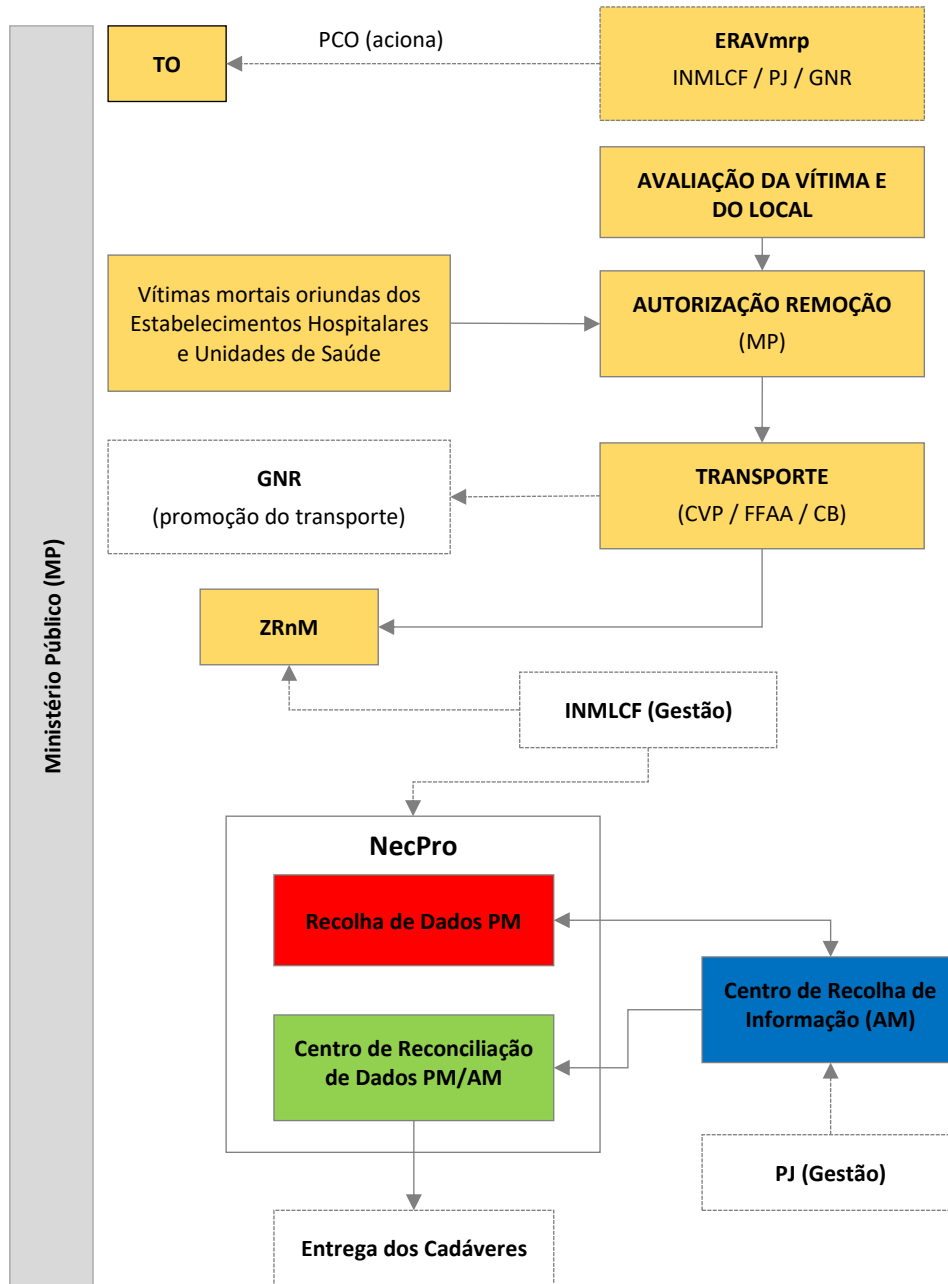 Ministério Público (MP)
TO
PCO (aciona)
ERAVmrp
INMLCF / PJ / GNR
AVALIAÇÃO DA VÍTIMA E
DO LOCAL
Vítimas mortais oriundas dos
Estabelecimentos Hospitalares
e Unidades de Saúde
AUTORIZAÇÃO REMOÇÃO
(MP)
GNR
(promoção do transporte)
TRANSPORTE
(CVP / FFAA / CB)
ZRnM
INMLCF (Gestão)
NecPro
Recolha de Dados PM
Centro de Recolha de
Informação (AM)
Centro de Reconciliação
de Dados PM/AM
PJ (Gestão)
Entrega dos Cadáveres